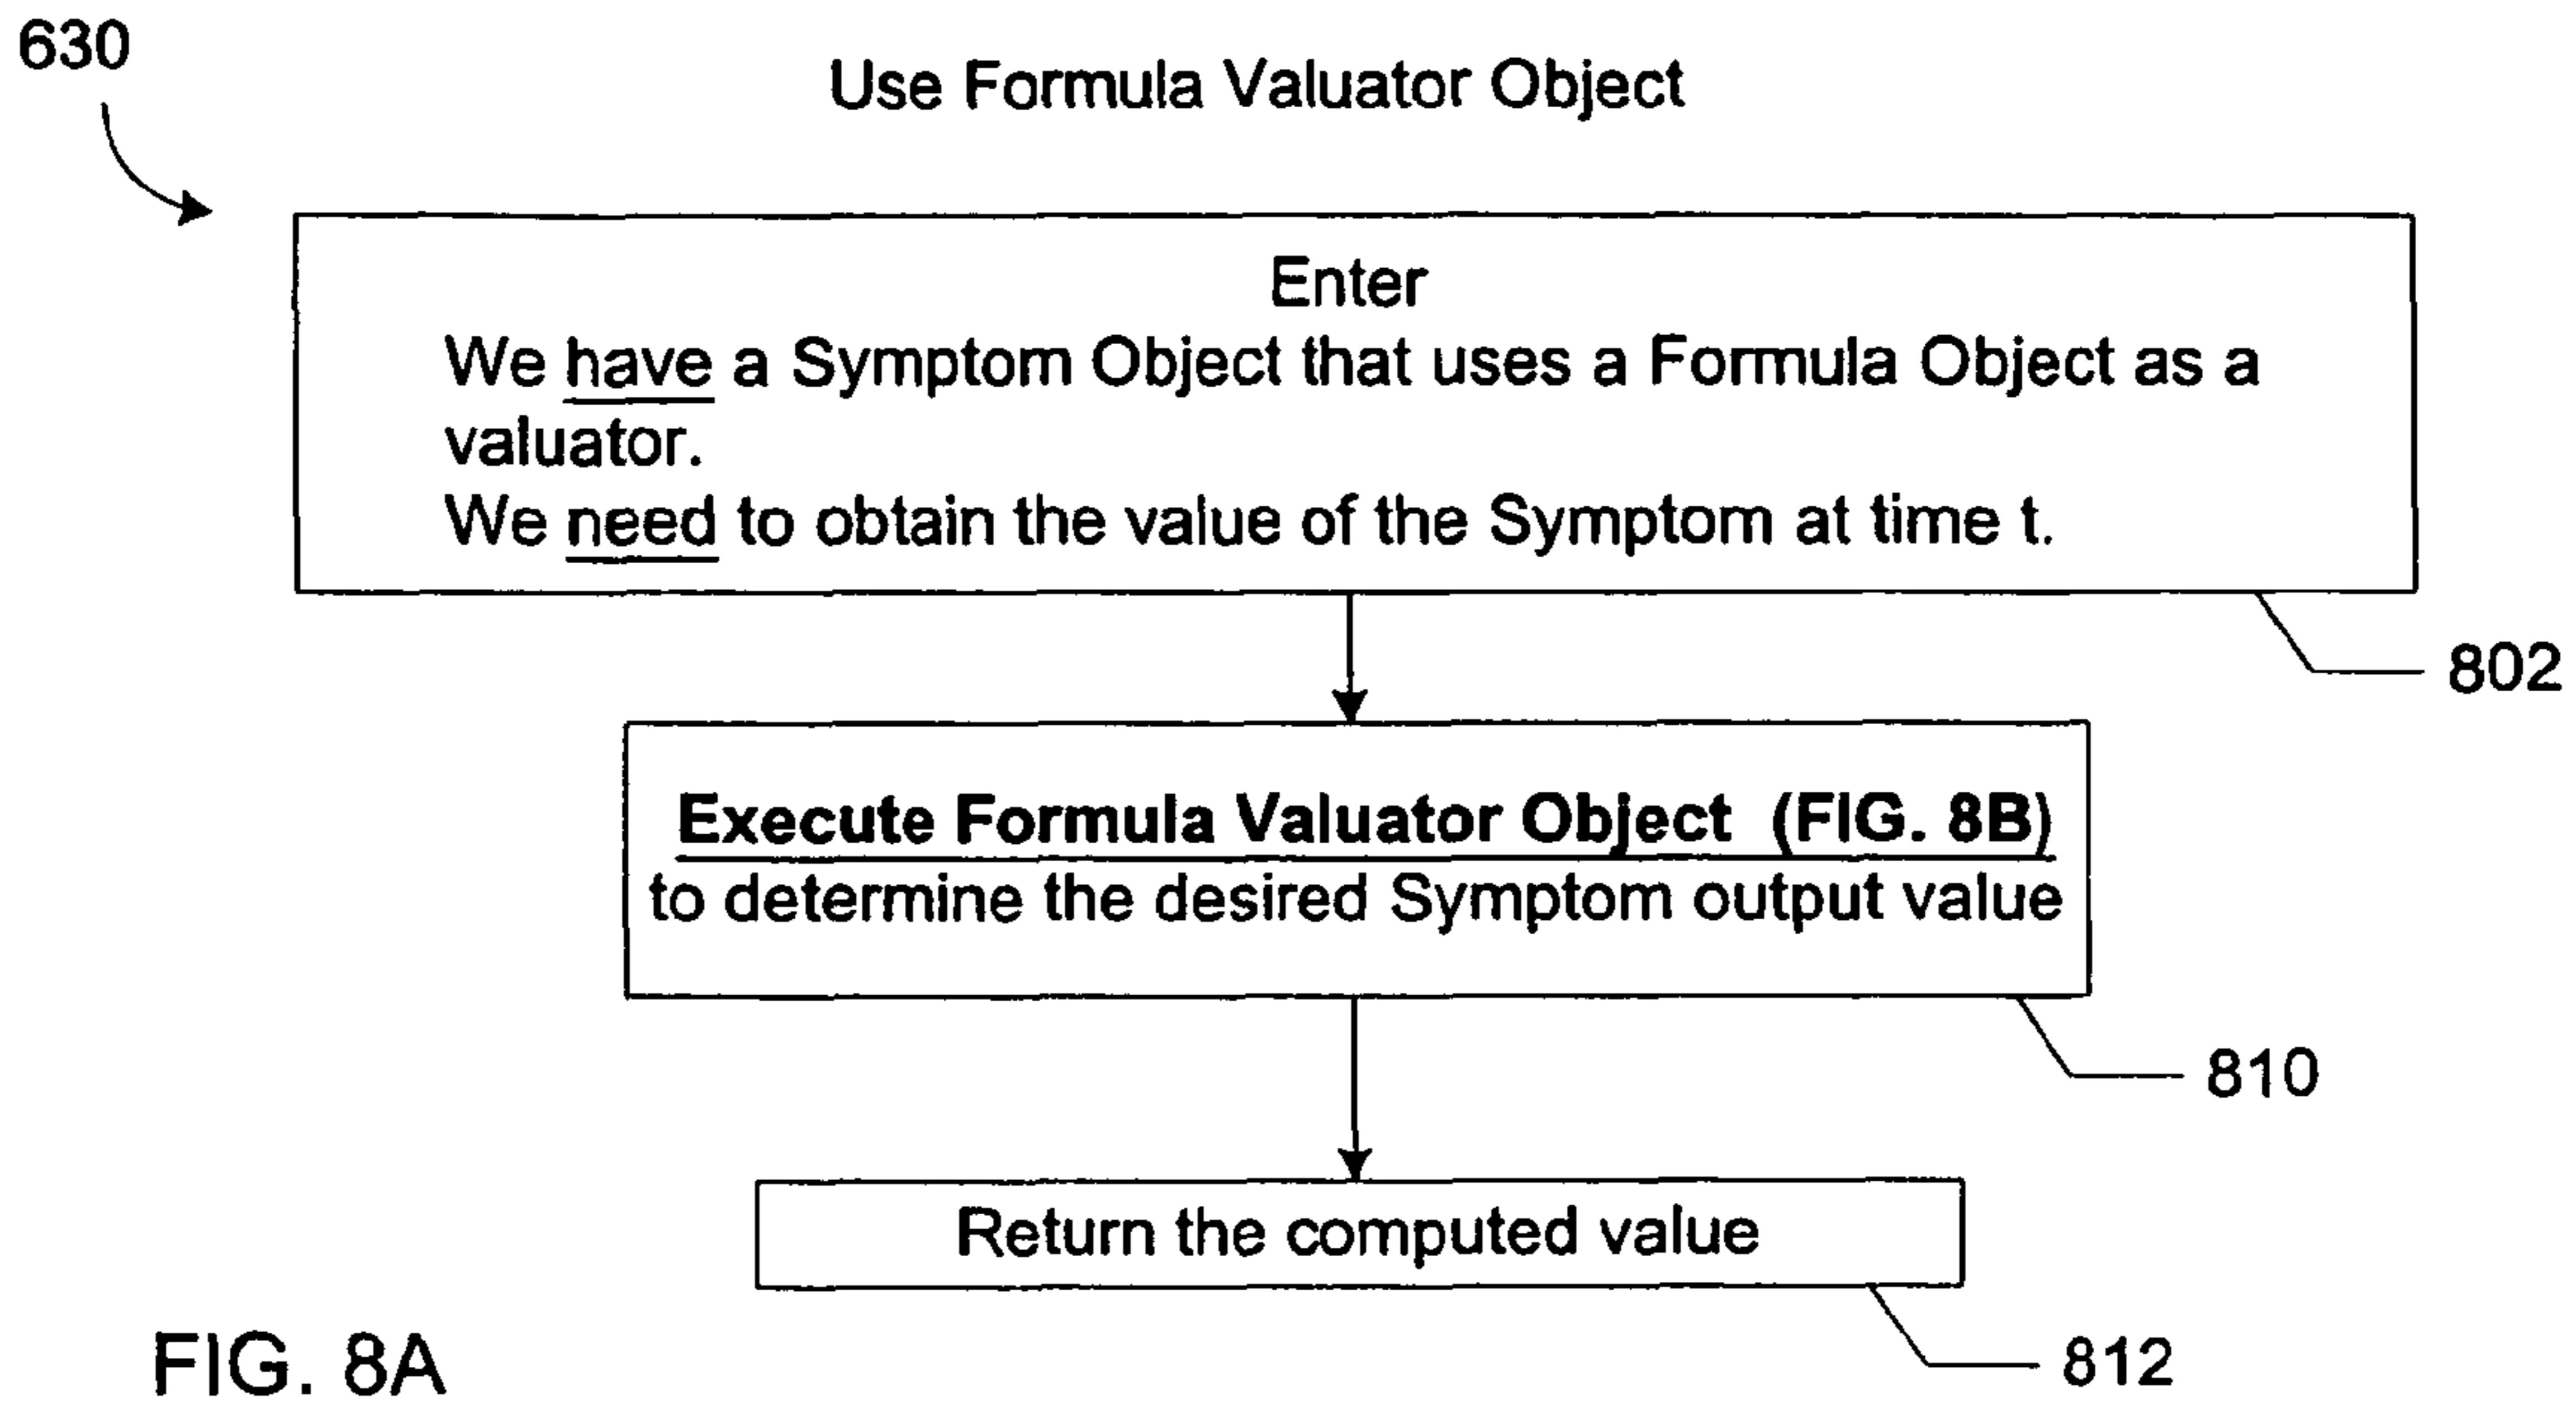 630
Use Formula Valuator Object
Enter
We have a Symptom Object that uses a Formula Object as a
valuator.
We need to obtain the value of the Symptom at time t.
802
Execute Formula Valuator Object (FIG. 8B)
to determine the desired Symptom output value
810
Return the computed value
812
FIG. 8A